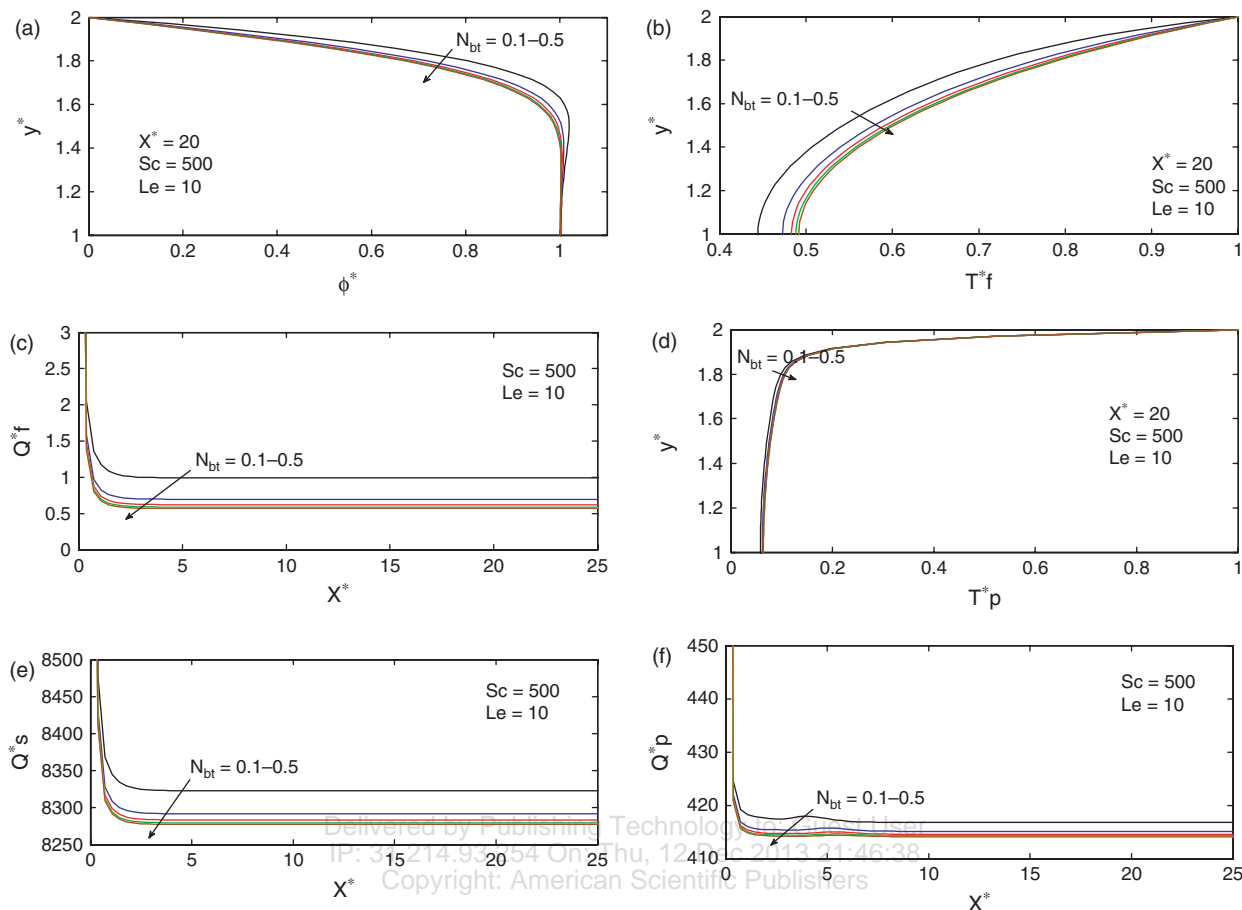 (a)
2
1.8
1.6
1.4
1.2
1
y*
N_bt = 0.1–0.5
X* = 20
Sc = 500
Le = 10
0 0.2 0.4 0.6 0.8 1
ϕ*
(b)
2
1.8
1.6
1.4
1.2
1
y*
N_bt = 0.1–0.5
X* = 20
Sc = 500
Le = 10
0.4 0.5 0.6 0.7 0.8 0.9 1
T*f
(c)
3
2.5
2
1.5
1
0.5
0
Q*f
Sc = 500
Le = 10
N_bt = 0.1–0.5
0 5 10 15 20 25
X*
(d)
2
1.8
1.6
1.4
1.2
1
y*
N_bt = 0.1–0.5
X* = 20
Sc = 500
Le = 10
0 0.2 0.4 0.6 0.8 1
T*p
(e)
8500
8450
8400
8350
8300
8250
Q*s
Sc = 500
Le = 10
N_bt = 0.1–0.5
0 5 10 15 20 25
X*
(f)
450
440
430
420
410
Q*p
Sc = 500
Le = 10
N_bt = 0.1–0.5
0 5 10 15 20 25
X*
Delivered by Publishing Technology to: Guest User
IP: 31.214.93.254 On: Thu, 12 Dec 2013 21:46:38
Copyright: American Scientific Publishers